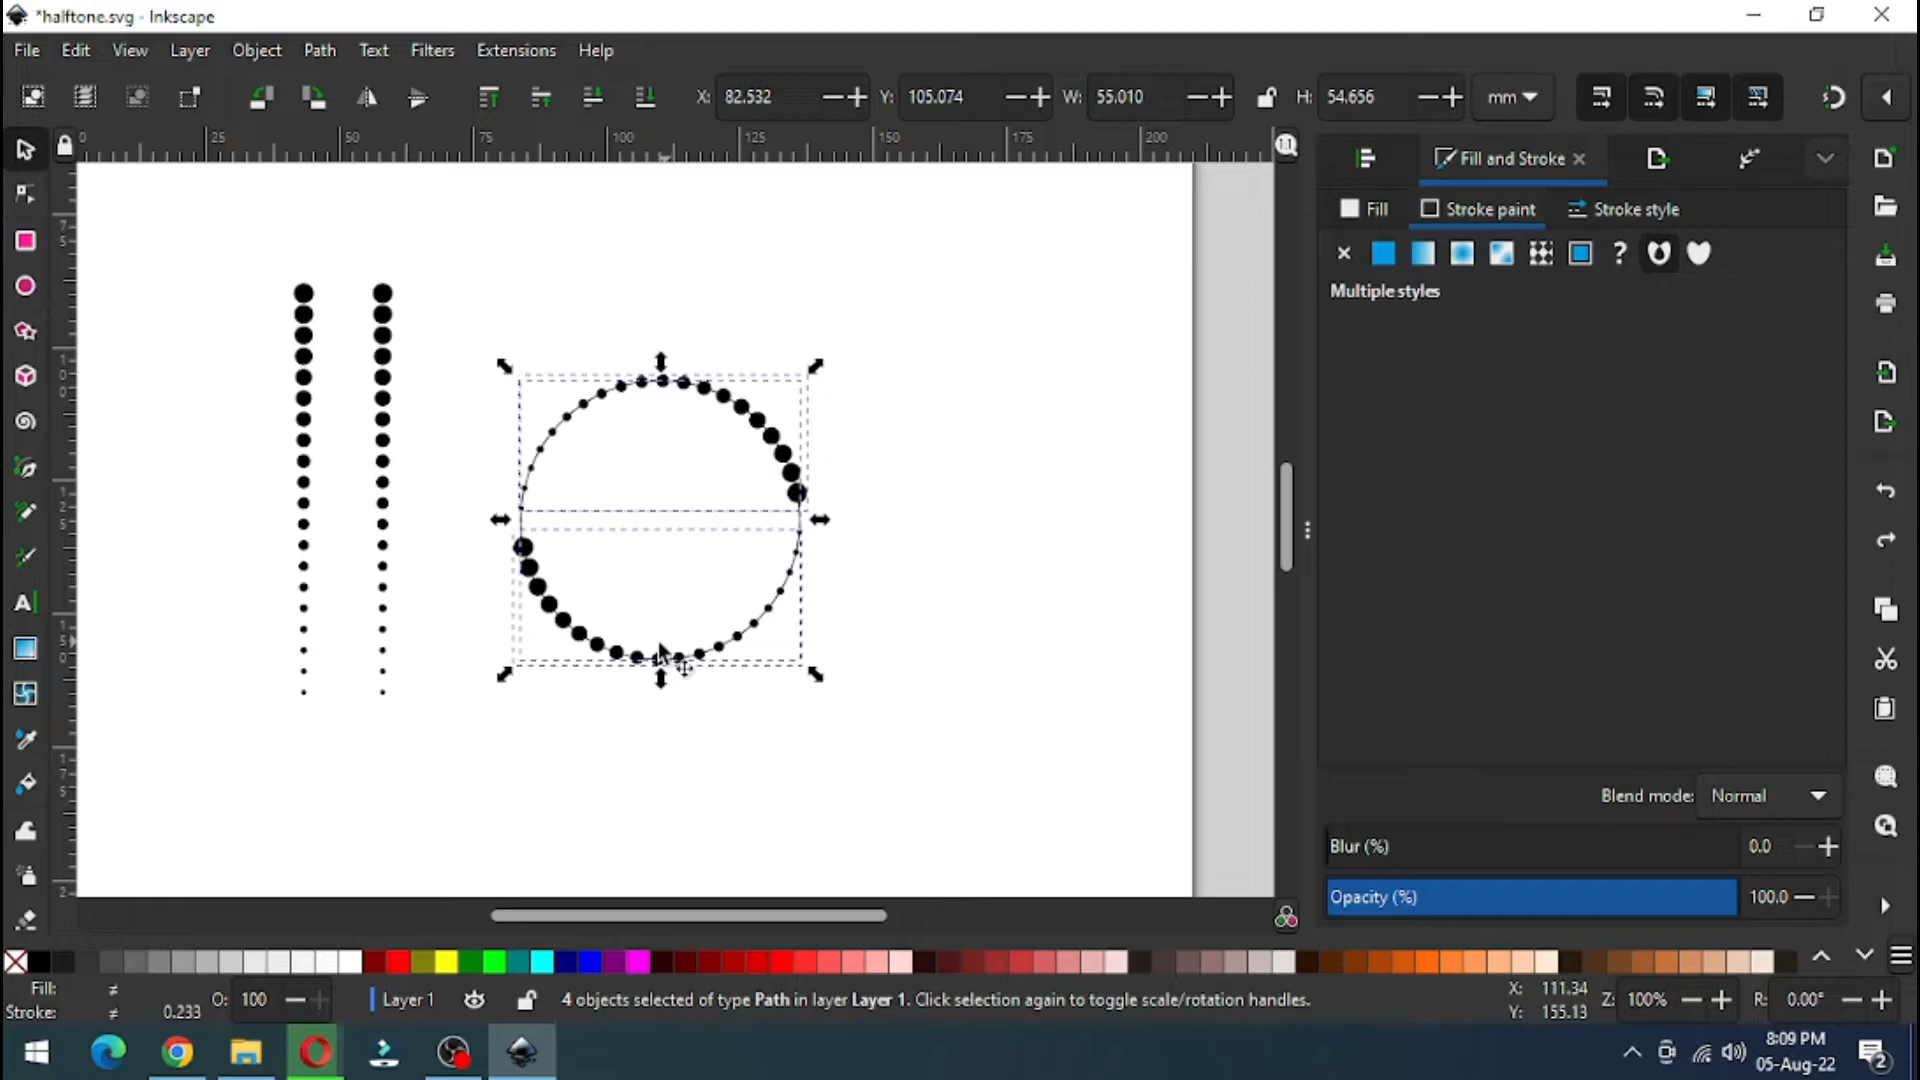 *halftone.svg - Inkscape
File Edit View Layer Object Path Text Filters Extensions Help
X: 82.532 Y: 105.074 W: 55.010 H: 54.656 mm
0 25 50 75 100 125 150 175 200
Fill and Stroke
Fill Stroke paint Stroke style
Multiple styles
Blend mode: Normal
Blur (%) 0.0
Opacity (%) 100.0
Fill: ≠
Stroke: ≠ 0.233
O: 100
Layer 1
4 objects selected of type Path in layer Layer 1. Click selection again to toggle scale/rotation handles.
X: 111.34
Y: 155.13
Z: 100%
R: 0.00°
8:09 PM
05-Aug-22
2